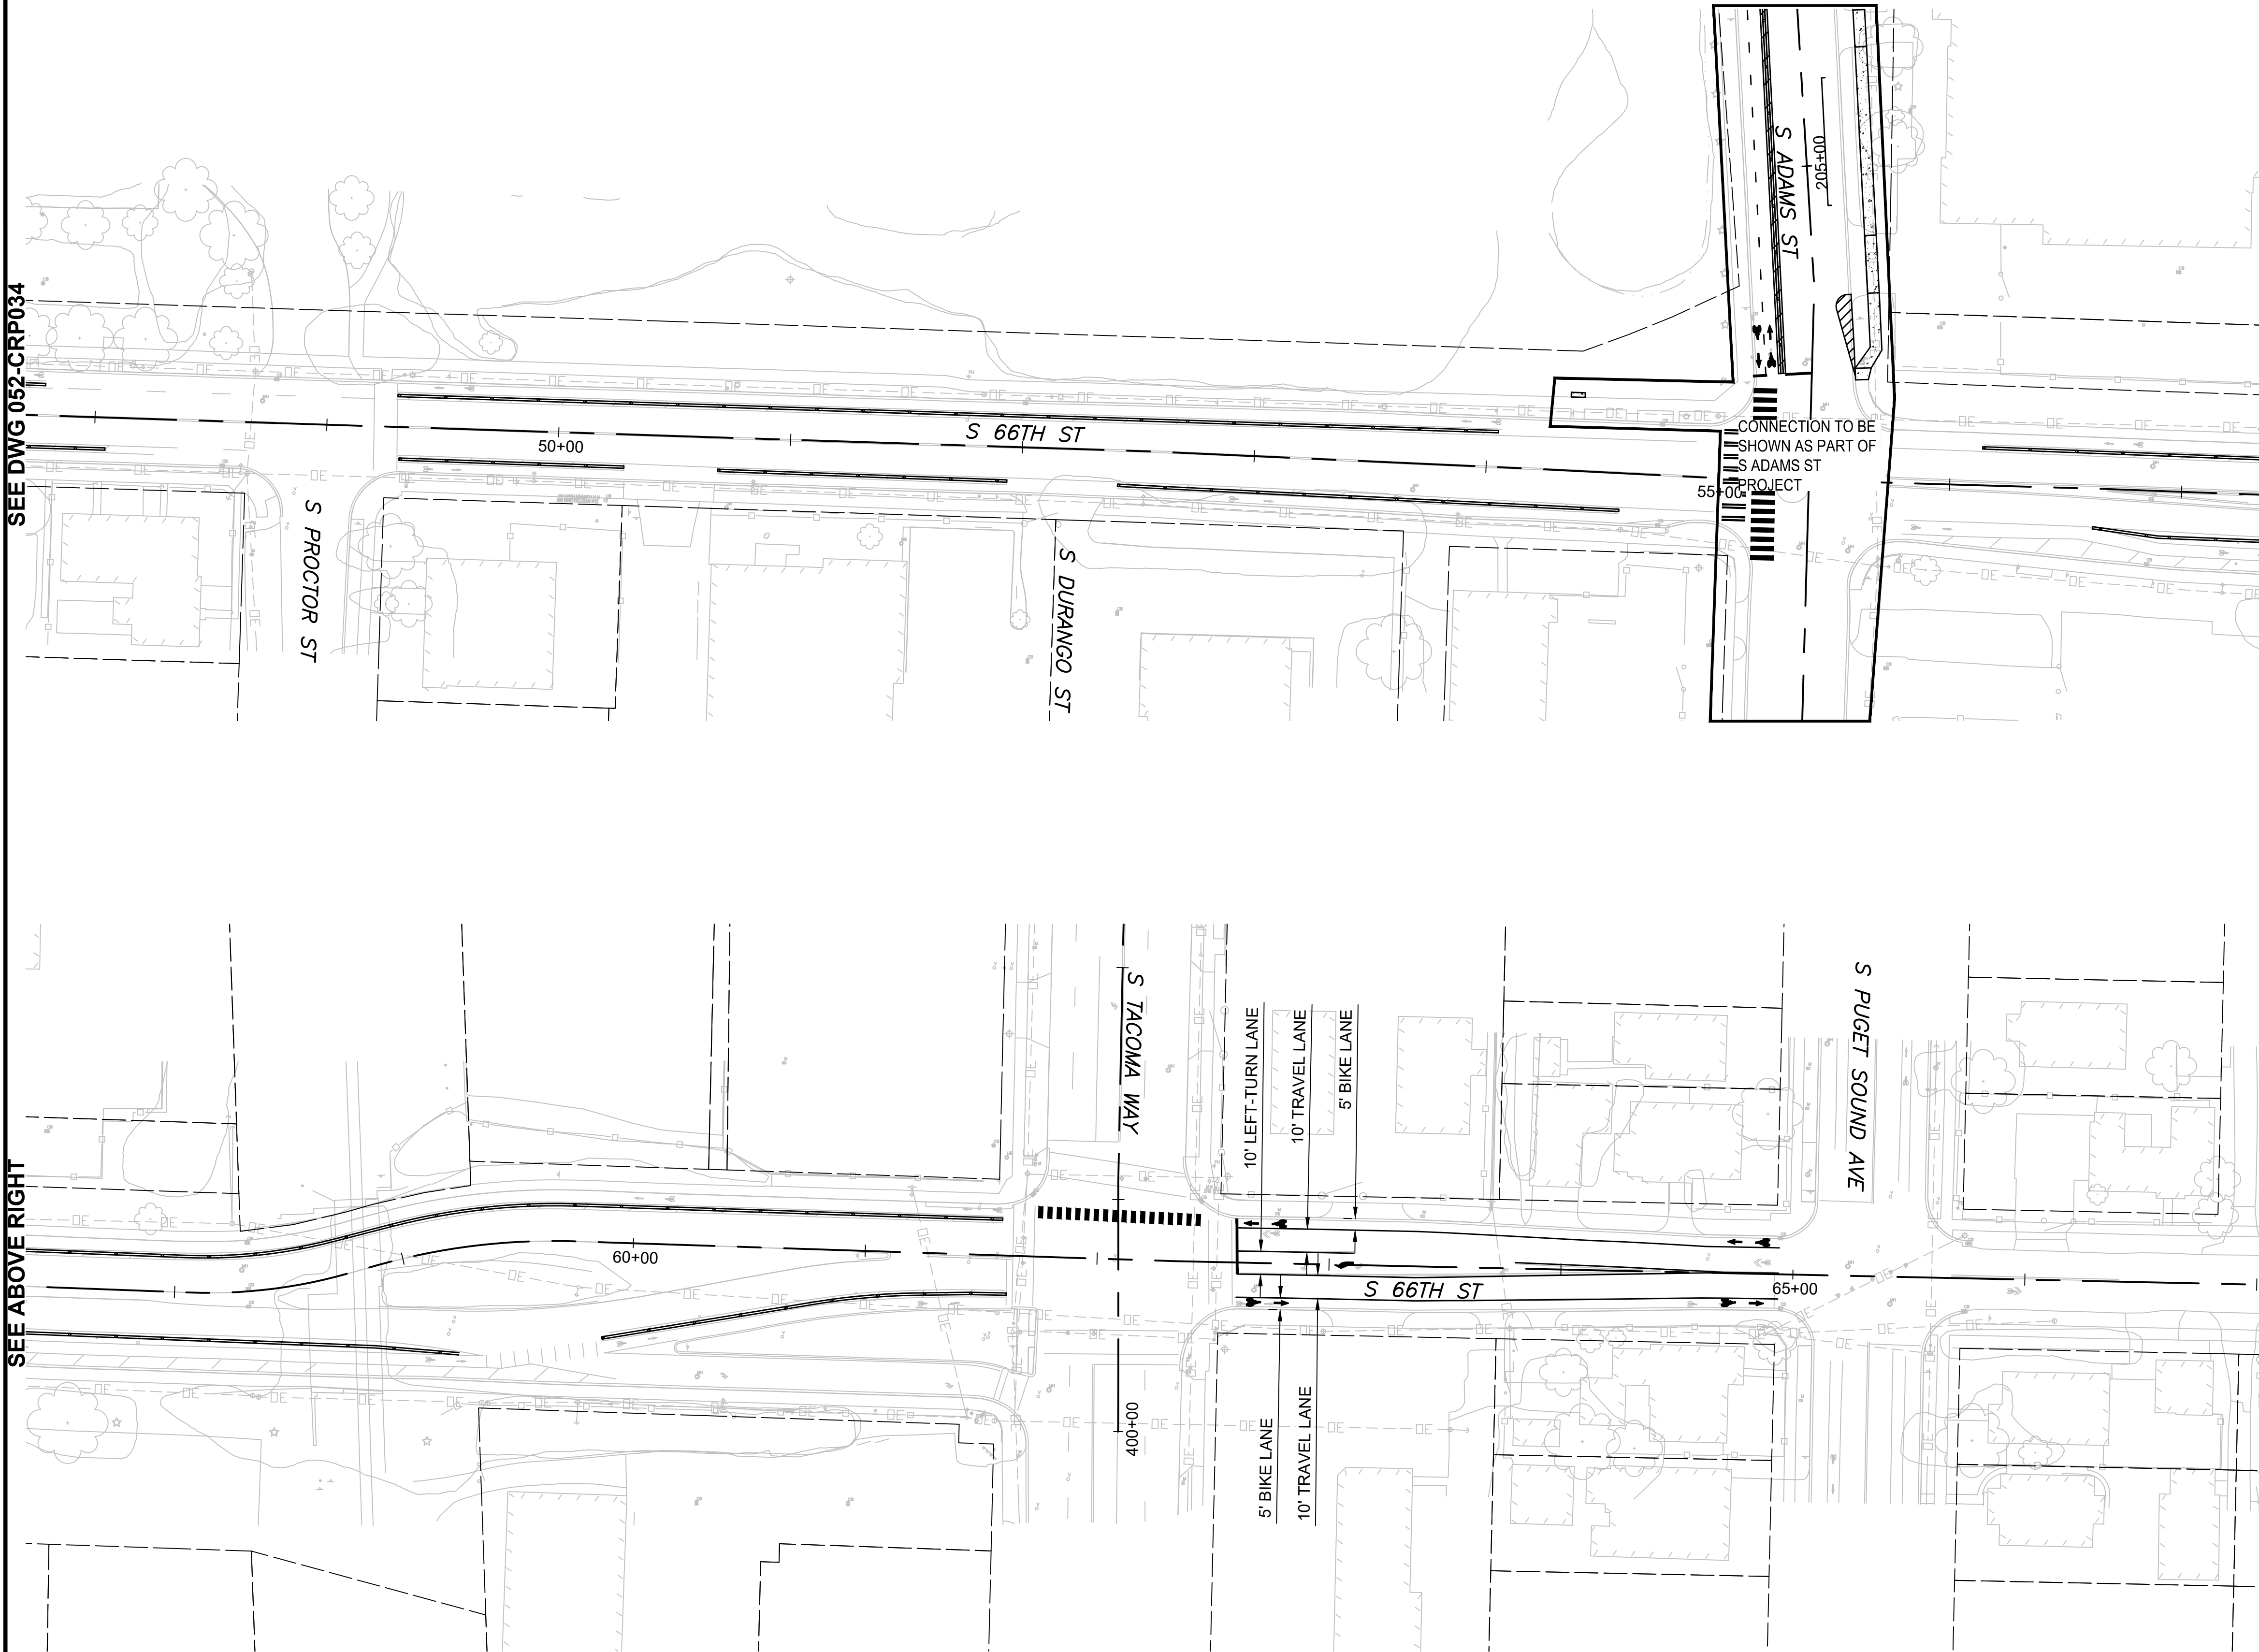 SEE DWG 052-CRP034
S PROCTOR ST
50+00
S 66TH ST
S DURANGO ST
S ADAMS ST
205+00
CONNECTION TO BE
SHOWN AS PART OF
S ADAMS ST
PROJECT
55+00
SEE ABOVE RIGHT
60+00
S TACOMA WAY
400+00
10' LEFT-TURN LANE
10' TRAVEL LANE
5' BIKE LANE
S 66TH ST
5' BIKE LANE
10' TRAVEL LANE
65+00
S PUGET SOUND AVE